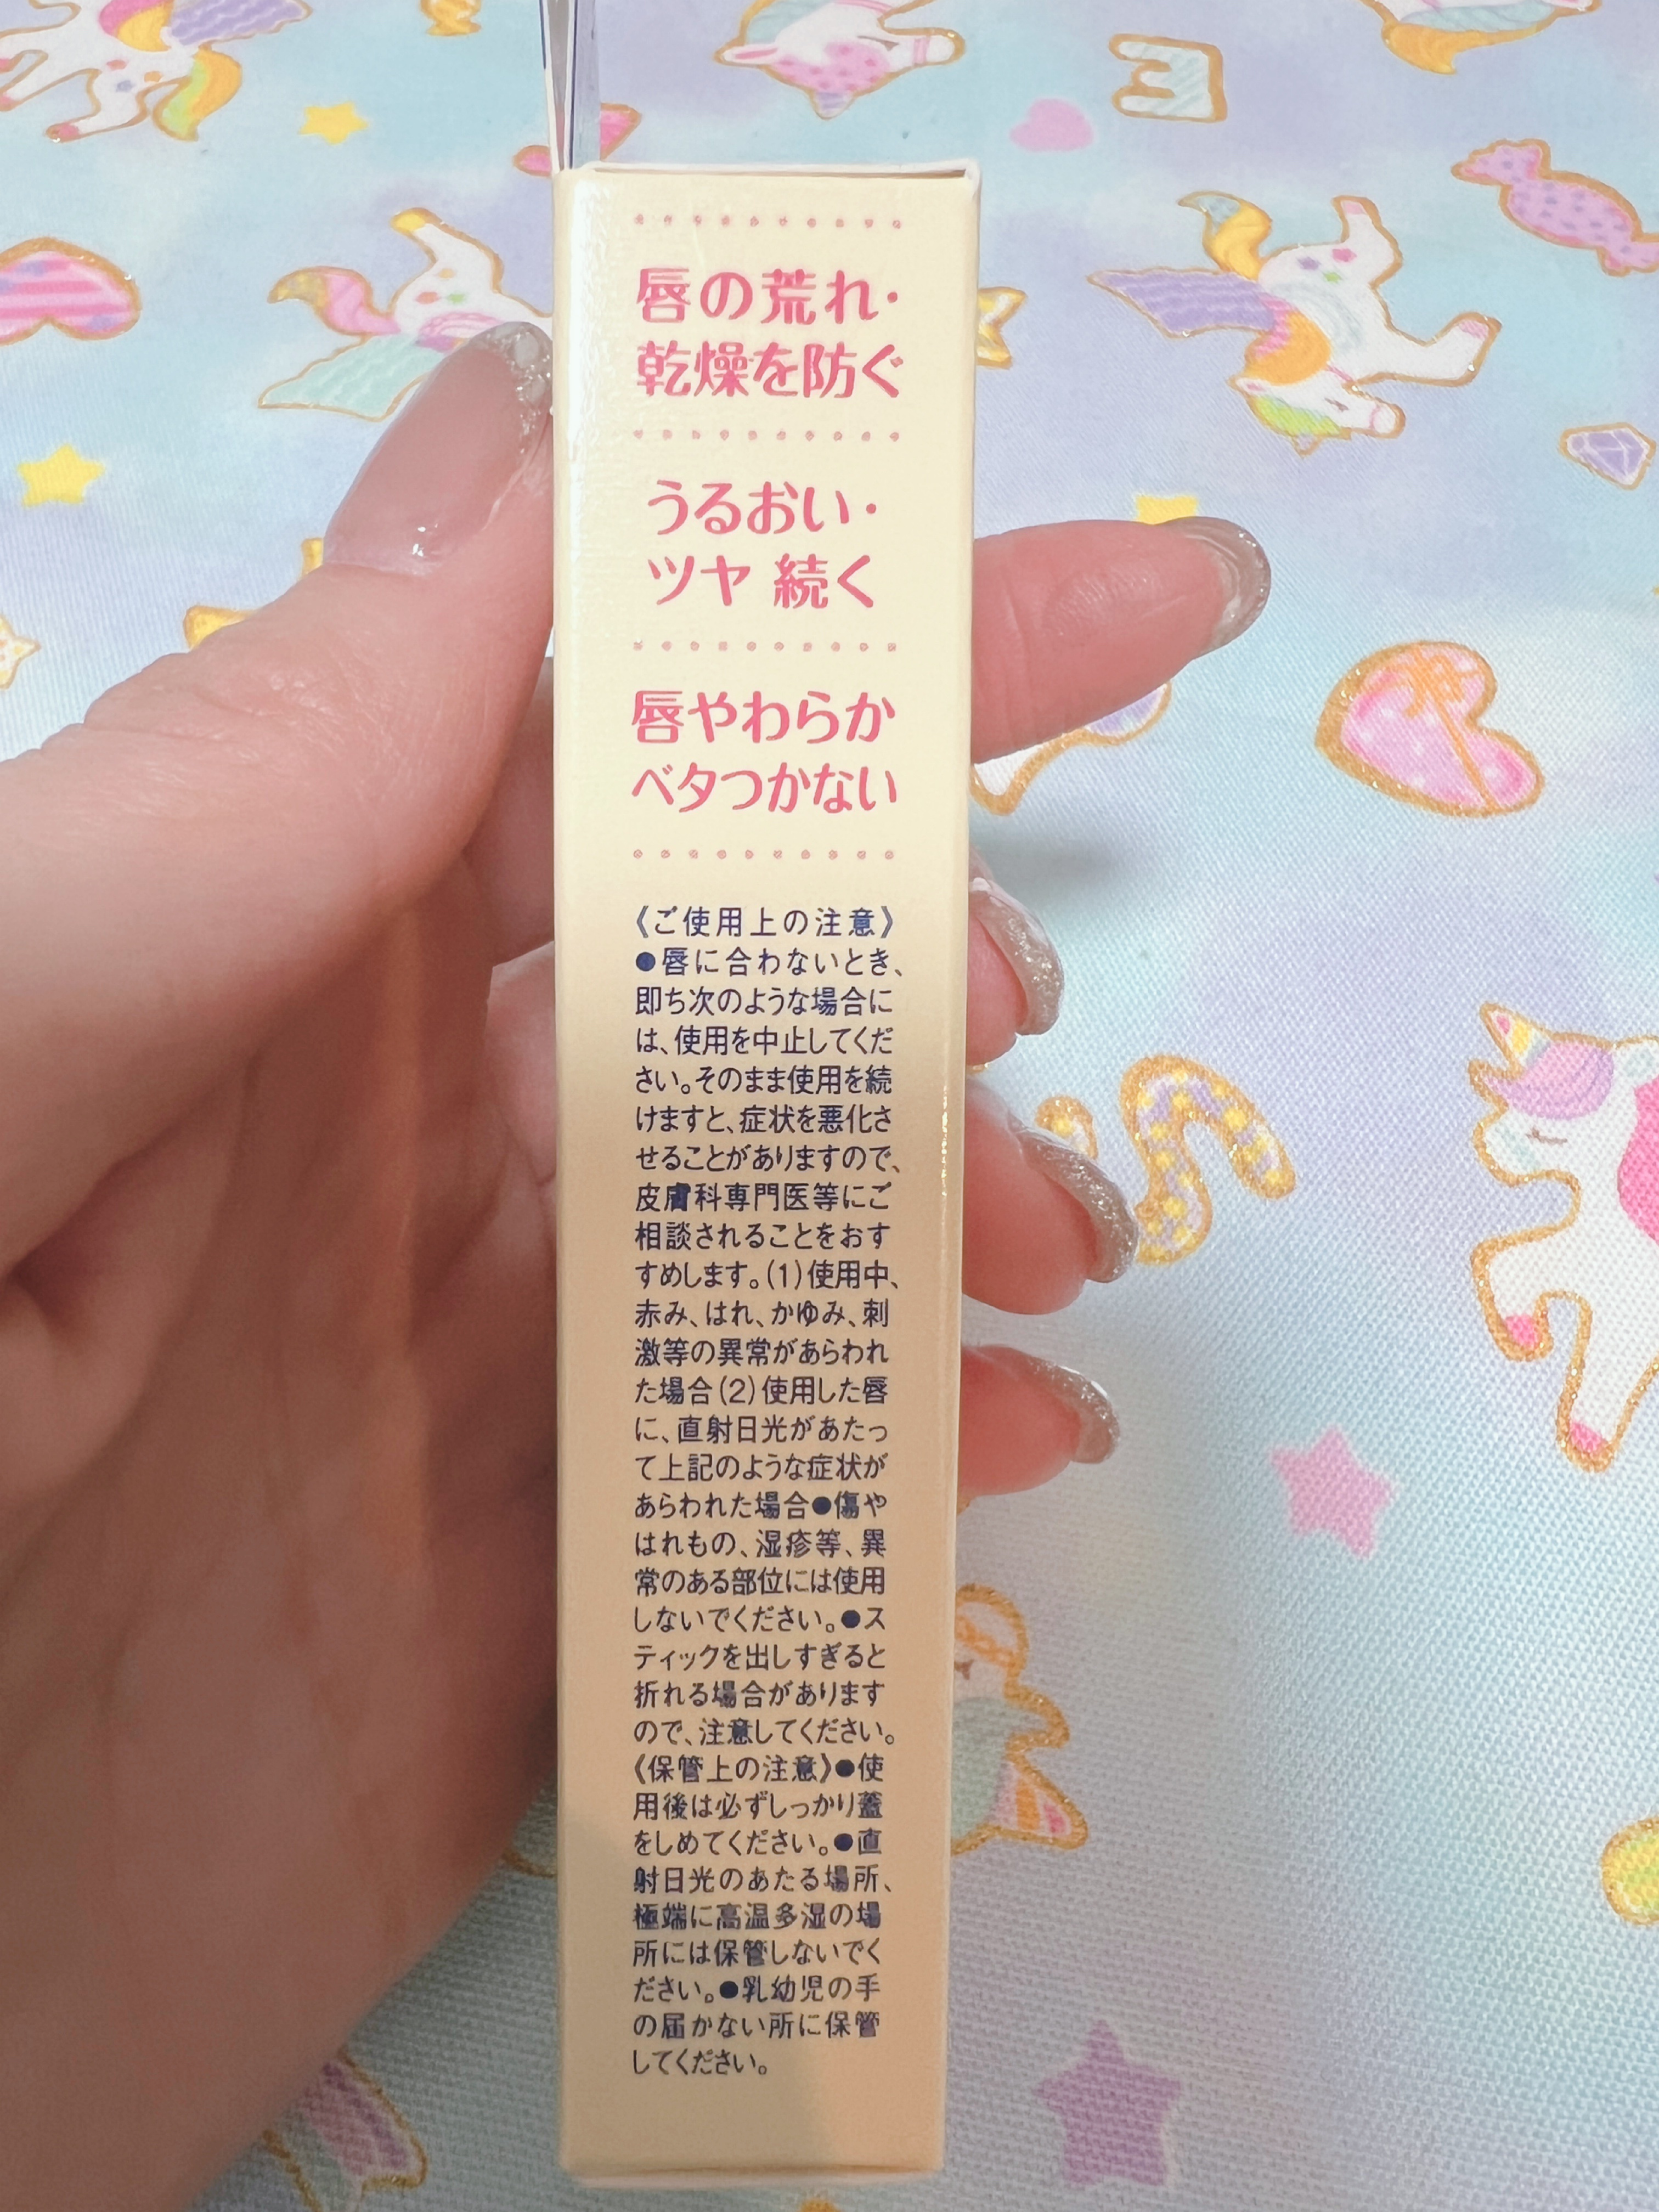 唇の荒れ・
乾燥を防ぐ
うるおい・
ツヤ 続く
唇やわらか
ベタつかない
《ご使用上の注意》
●唇に合わないとき、
即ち次のような場合に
は、使用を中止してくだ
さい。そのまま使用を続
けますと、症状を悪化さ
せることがありますので、
皮膚科専門医等にご
相談されることをおす
すめします。(1)使用中、
赤み、はれ、かゆみ、刺
激等の異常があらわれ
た場合(2)使用した唇
に、直射日光があたっ
て上記のような症状が
あらわれた場合●傷や
はれもの、湿疹等、異
常のある部位には使用
しないでください。●ス
ティックを出しすぎると
折れる場合があります
ので、注意してください。
《保管上の注意》●使
用後は必ずしっかり蓋
をしめてください。●直
射日光のあたる場所、
極端に高温多湿の場
所には保管しないでく
ださい。●乳幼児の手
の届かない所に保管
してください。